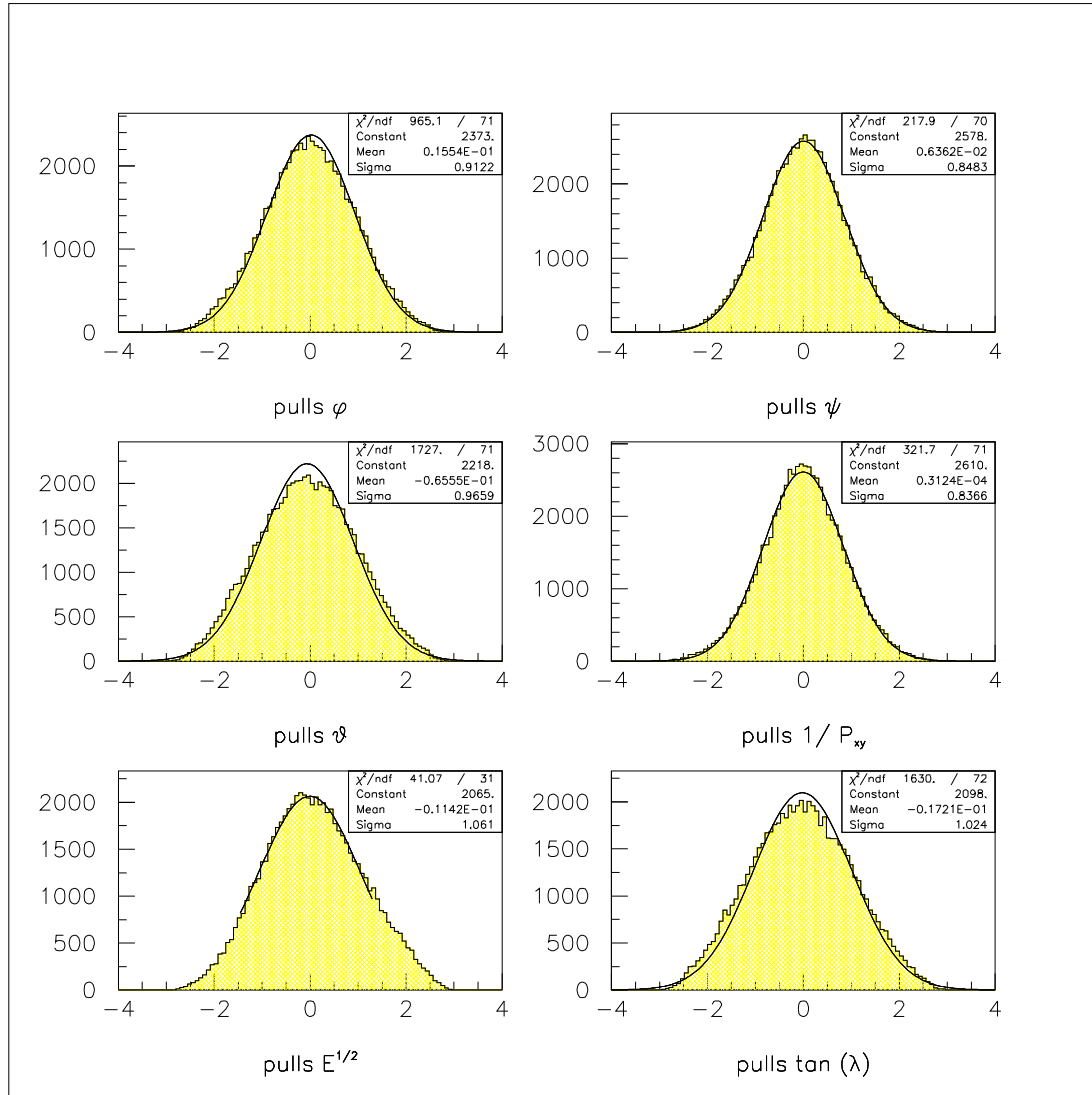 χ²/ndf 965.1 / 71
Constant 2373.
Mean 0.1554E-01
Sigma 0.9122
2000
1000
0
−4 −2 0 2 4
pulls φ
χ²/ndf 217.9 / 70
Constant 2578.
Mean 0.6362E-02
Sigma 0.8483
2000
1000
0
−4 −2 0 2 4
pulls ψ
χ²/ndf 1727. / 71
Constant 2218.
Mean −0.6555E-01
Sigma 0.9659
2000
1500
1000
500
0
−4 −2 0 2 4
pulls ϑ
χ²/ndf 321.7 / 71
Constant 2610.
Mean 0.3124E-04
Sigma 0.8366
3000
2000
1000
0
−4 −2 0 2 4
pulls 1/ Pxy
χ²/ndf 41.07 / 31
Constant 2065.
Mean −0.1142E-01
Sigma 1.061
2000
1500
1000
500
0
−4 −2 0 2 4
pulls E^1/2
χ²/ndf 1630. / 72
Constant 2098.
Mean −0.1721E-01
Sigma 1.024
2000
1500
1000
500
0
−4 −2 0 2 4
pulls tan (λ)